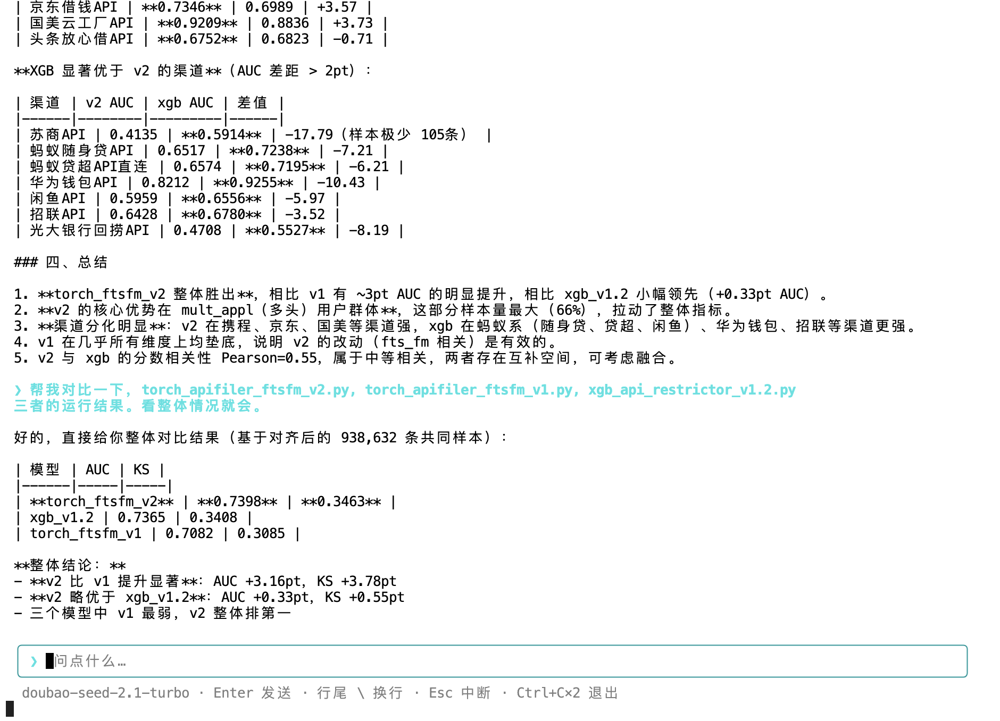 | 京东借钱API | **0.7346** | 0.6989 | +3.57 |
| 国美云工厂API | **0.9209** | 0.8836 | +3.73 |
| 头条放心借API | **0.6752** | 0.6823 | -0.71 |
**XGB 显著优于 v2 的渠道**（AUC 差距 > 2pt）：
| 渠道 | v2 AUC | xgb AUC | 差值 |
|------|--------|---------|------|
| 苏商API | 0.4135 | **0.5914** | -17.79（样本极少 105条） |
| 蚂蚁随身贷API | 0.6517 | **0.7238** | -7.21 |
| 蚂蚁贷超API直连 | 0.6574 | **0.7195** | -6.21 |
| 华为钱包API | 0.8212 | **0.9255** | -10.43 |
| 闲鱼API | 0.5959 | **0.6556** | -5.97 |
| 招联API | 0.6428 | **0.6780** | -3.52 |
| 光大银行回捞API | 0.4708 | **0.5527** | -8.19 |
### 四、总结
1. **torch_ftsfm_v2 整体胜出**，相比 v1 有 ~3pt AUC 的明显提升，相比 xgb_v1.2 小幅领先（+0.33pt AUC）。
2. **v2 的核心优势在 mult_appl（多头）用户群体**，这部分样本量最大（66%），拉动了整体指标。
3. **渠道分化明显**：v2 在携程、京东、国美等渠道强，xgb 在蚂蚁系（随身贷、贷超、闲鱼）、华为钱包、招联等渠道更强。
4. v1 在几乎所有维度上均垫底，说明 v2 的改动（fts_fm 相关）是有效的。
5. v2 与 xgb 的分数相关性 Pearson=0.55，属于中等相关，两者存在互补空间，可考虑融合。
❯ 帮我对比一下，torch_apifiler_ftsfm_v2.py, torch_apifiler_ftsfm_v1.py, xgb_api_restrictor_v1.2.py
三者的运行结果。看整体情况就会。
好的，直接给你整体对比结果（基于对齐后的 938,632 条共同样本）：
| 模型 | AUC | KS |
|------|-----|-----|
| **torch_ftsfm_v2** | **0.7398** | **0.3463** |
| xgb_v1.2 | 0.7365 | 0.3408 |
| torch_ftsfm_v1 | 0.7082 | 0.3085 |
**整体结论：**
- **v2 比 v1 提升显著**：AUC +3.16pt，KS +3.78pt
- **v2 略优于 xgb_v1.2**：AUC +0.33pt，KS +0.55pt
- 三个模型中 v1 最弱，v2 整体排第一
❯ 问点什么…
doubao-seed-2.1-turbo · Enter 发送 · 行尾 \ 换行 · Esc 中断 · Ctrl+C×2 退出